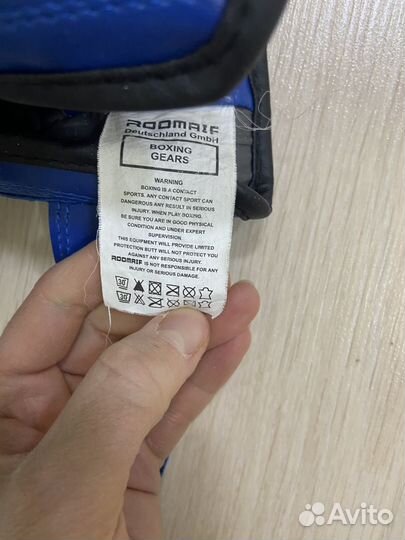 ROOMAIF
Deutschland GmbH
BOXING
GEARS
WARNING
BOXING IS A CONTACT
SPORTS. ANY CONTACT SPORT CAN
DANGEROUS ANY RESULT IN SERIOUS
INJURY. WHEN PLAY BOXING.
BE SURE YOU ARE IN GOOD PHYSICAL
CONDITION AND UNDER EXPERT
SUPERVISION.
THIS EQUIPMENT WILL PROVIDE LIMITED
PROTECTION BUTT WILL NOT PROTECT YOU
AGAINST ANY SERIOUS INJURY.
ROOMAIF IS NOT RESPONSIBLE FOR ANY
INJURY OR SERIOUS DAMAGE.
30
30
Avito